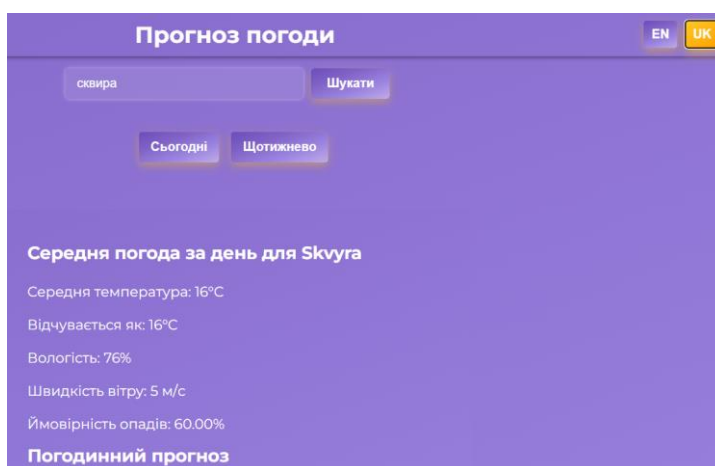 Прогноз погоди
EN UK
сквира Шукати
Сьогодні Щотижнево
Середня погода за день для Skvyra
Середня температура: 16°C
Відчувається як: 16°C
Вологість: 76%
Швидкість вітру: 5 м/с
Ймовірність опадів: 60.00%
Погодинний прогноз